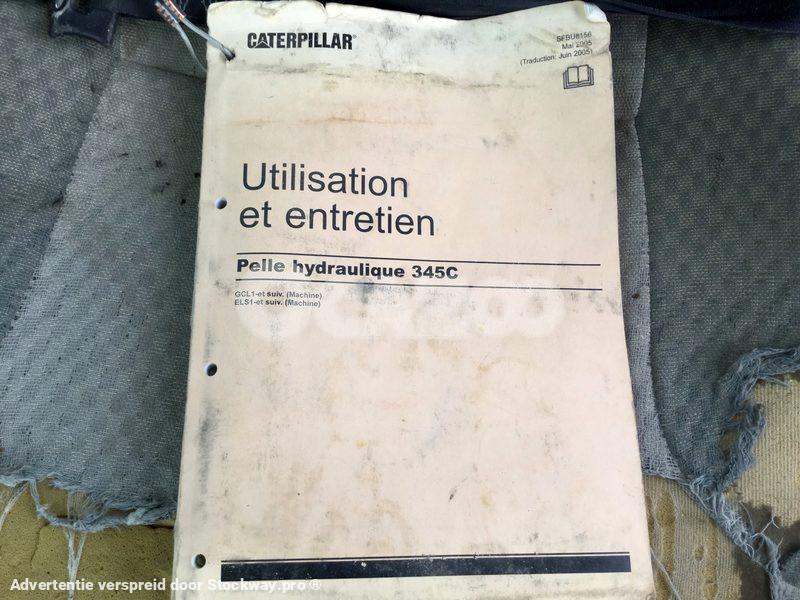 CATERPILLAR®
SFBU8156
Mai 2005
(Traduction: Juin 2005)
Utilisation
et entretien
Pelle hydraulique 345C
GCL1-et suiv. (Machine)
ELS1-et suiv. (Machine)
Advertentie verspreid door Stockway.pro ®